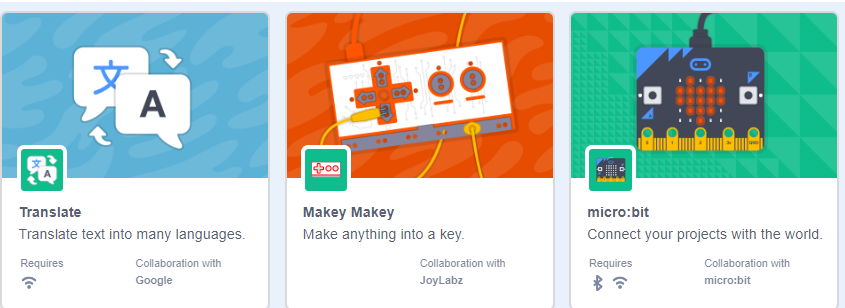 文
A
Translate
Translate text into many languages.
Requires
Collaboration with
Google
Makey Makey
Make anything into a key.
Collaboration with
JoyLabz
micro:bit
Connect your projects with the world.
Requires
Collaboration with
micro:bit